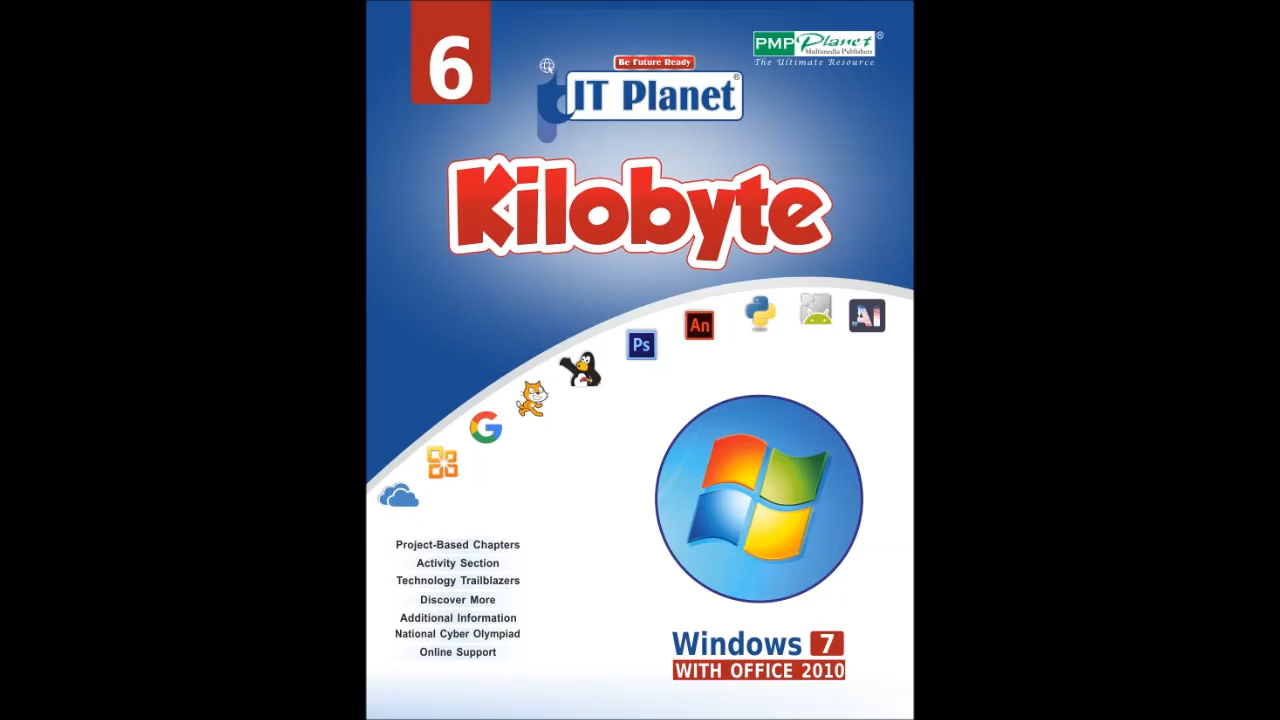 6
PMP Planet ®
Multimedia Publishers
The Ultimate Resource
Be Future Ready
IT Planet ®
Kilobyte
Ps
An
AI
G
Project-Based Chapters
Activity Section
Technology Trailblazers
Discover More
Additional Information
National Cyber Olympiad
Online Support
Windows 7
WITH OFFICE 2010